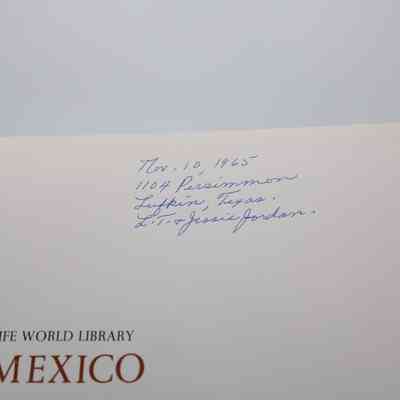 Nov. 10, 1965
1104 Persimmon
Lufkin, Texas.
L.T. & Jessie Jordan.
IFE WORLD LIBRARY
MEXICO